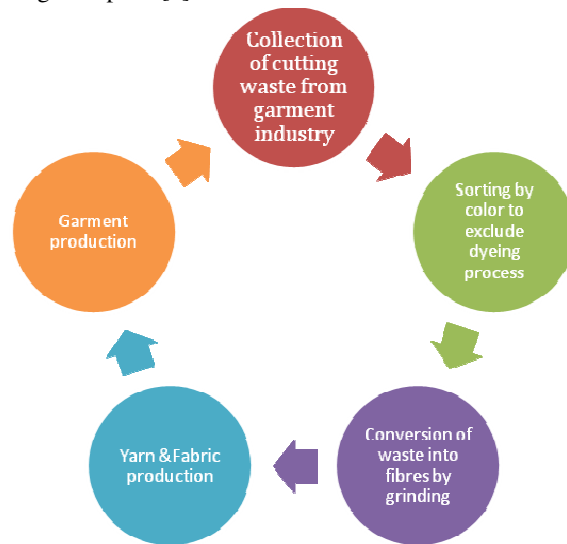 Collection
of cutting
waste from
garment
industry
Sorting by
color to
exclude
dyeing
process
Conversion of
waste into
fibres by
grinding
Yarn &Fabric
production
Garment
production